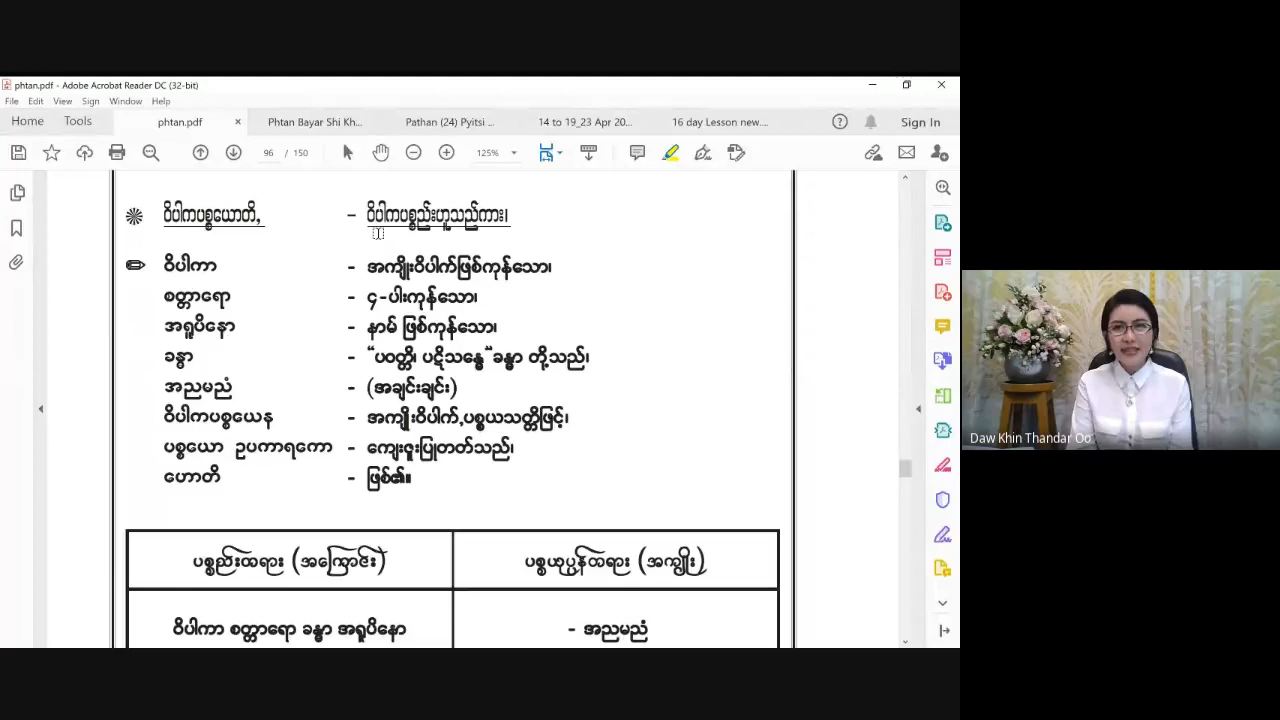 phtan.pdf - Adobe Acrobat Reader DC (32-bit)
File Edit View Sign Window Help
Home Tools phtan.pdf × Phtan Bayar Shi Kh... Pathan (24) Pyitsi ... 14 to 19_23 Apr 20... 16 day Lesson new.... Sign In
96 / 150 125%
ဝိပါကပစ္စယောတိ, – ဝိပါကပစ္စည်းဟူသည်ကား၊
ဝိပါကာ - အကျိုးဝိပါက်ဖြစ်ကုန်သော၊
စတ္တာရော - ၄-ပါးကုန်သော၊
အရူပိနော - နာမ် ဖြစ်ကုန်သော၊
ခန္ဓာ - “ပဝတ္တိ၊ ပဋိသန္ဓေ“ခန္ဓာ တို့သည်၊
အညမညံ - (အချင်းချင်း)
ဝိပါကပစ္စယေန - အကျိုးဝိပါက်,ပစ္စယသတ္တိဖြင့်၊
ပစ္စယော ဥပကာရကော - ကျေးဇူးပြုတတ်သည်၊
ဟောတိ - ဖြစ်၏။
ပစ္စည်းတရား (အကြောင်း) ပစ္စယုပ္ပန်တရား (အကျိုး)
ဝိပါကာ စတ္တာရော ခန္ဓာ အရူပိနော - အညမညံ
Daw Khin Thandar Oo